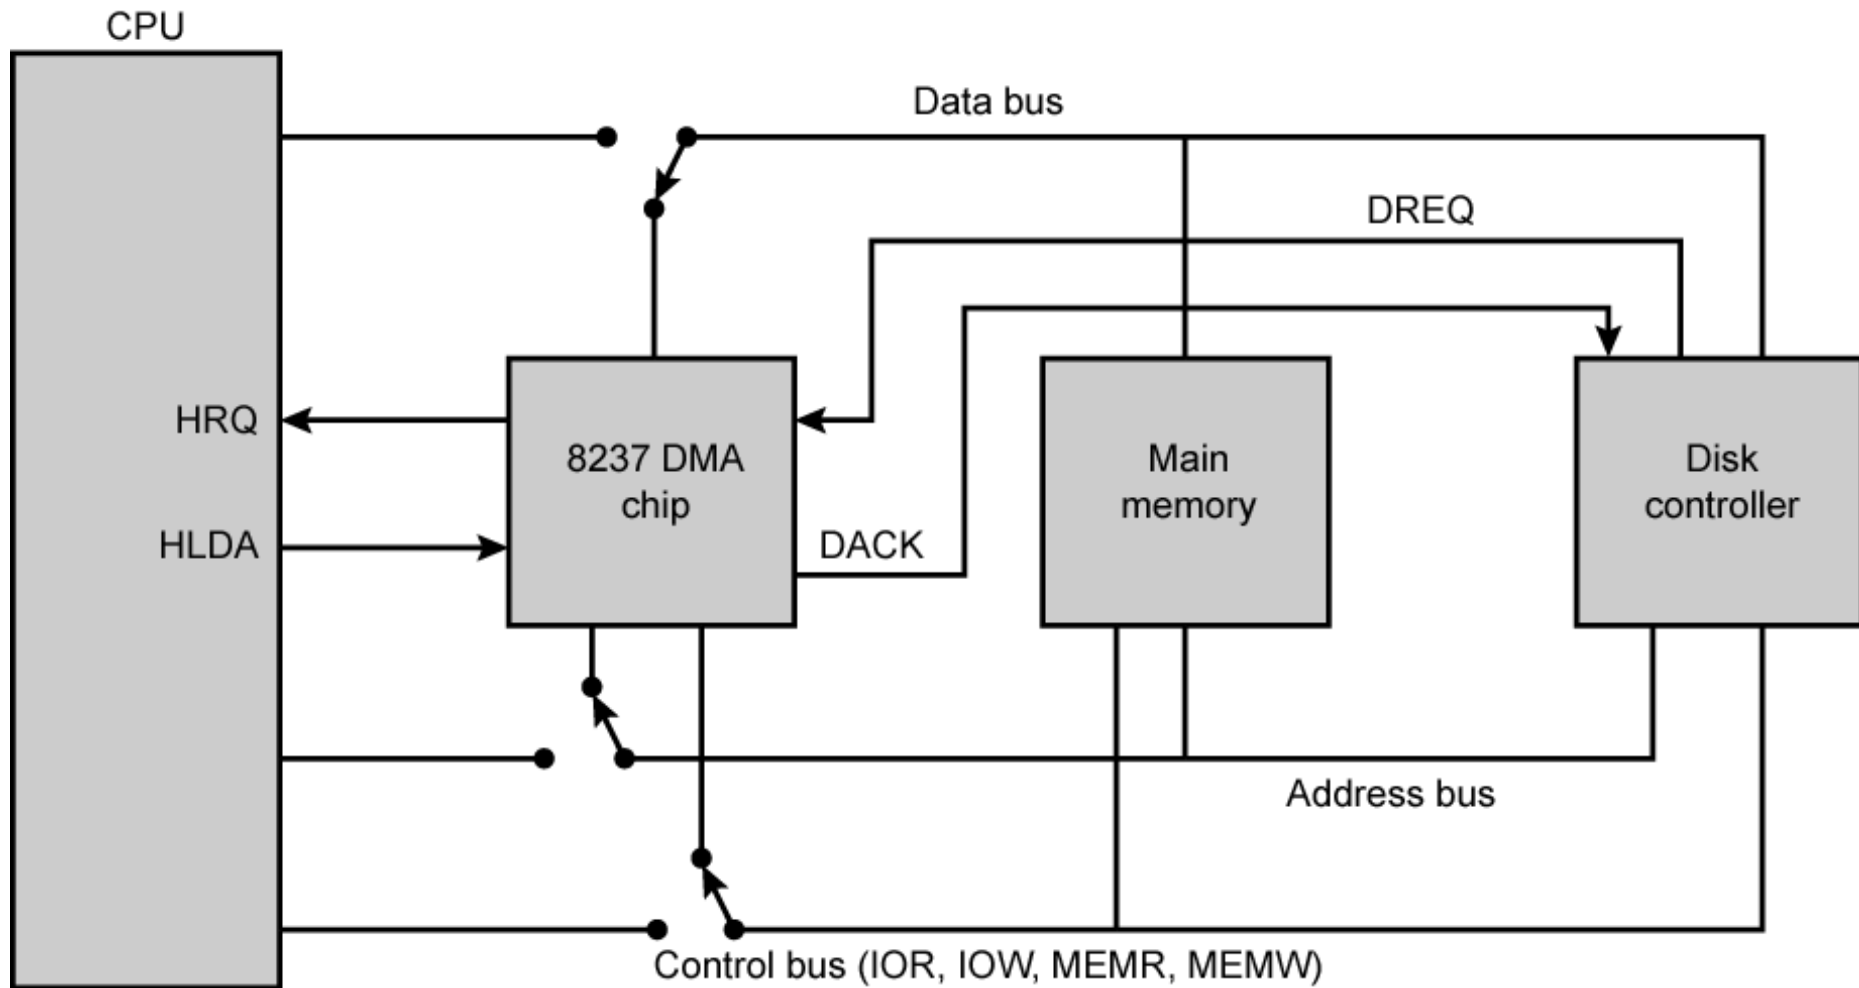 CPU
Data bus
DREQ
HRQ
8237 DMA
chip
Main
memory
Disk
controller
HLDA
DACK
Address bus
Control bus (IOR, IOW, MEMR, MEMW)